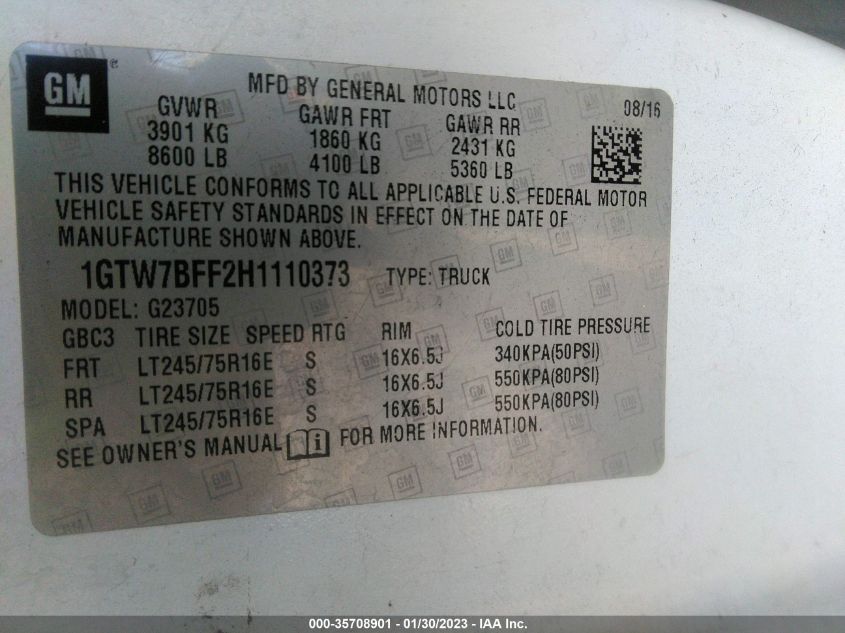 GM®
MFD BY GENERAL MOTORS LLC
08/16
GVWR GAWR FRT GAWR RR
3901 KG 1860 KG 2431 KG
8600 LB 4100 LB 5360 LB
THIS VEHICLE CONFORMS TO ALL APPLICABLE U.S. FEDERAL MOTOR
VEHICLE SAFETY STANDARDS IN EFFECT ON THE DATE OF
MANUFACTURE SHOWN ABOVE.
1GTW7BFF2H1110373 TYPE: TRUCK
MODEL: G23705
GBC3 TIRE SIZE SPEED RTG RIM COLD TIRE PRESSURE
FRT LT245/75R16E S 16X6.5J 340KPA(50PSI)
RR LT245/75R16E S 16X6.5J 550KPA(80PSI)
SPA LT245/75R16E S 16X6.5J 550KPA(80PSI)
SEE OWNER'S MANUAL i FOR MORE INFORMATION.
000-35708901 - 01/30/2023 - IAA Inc.